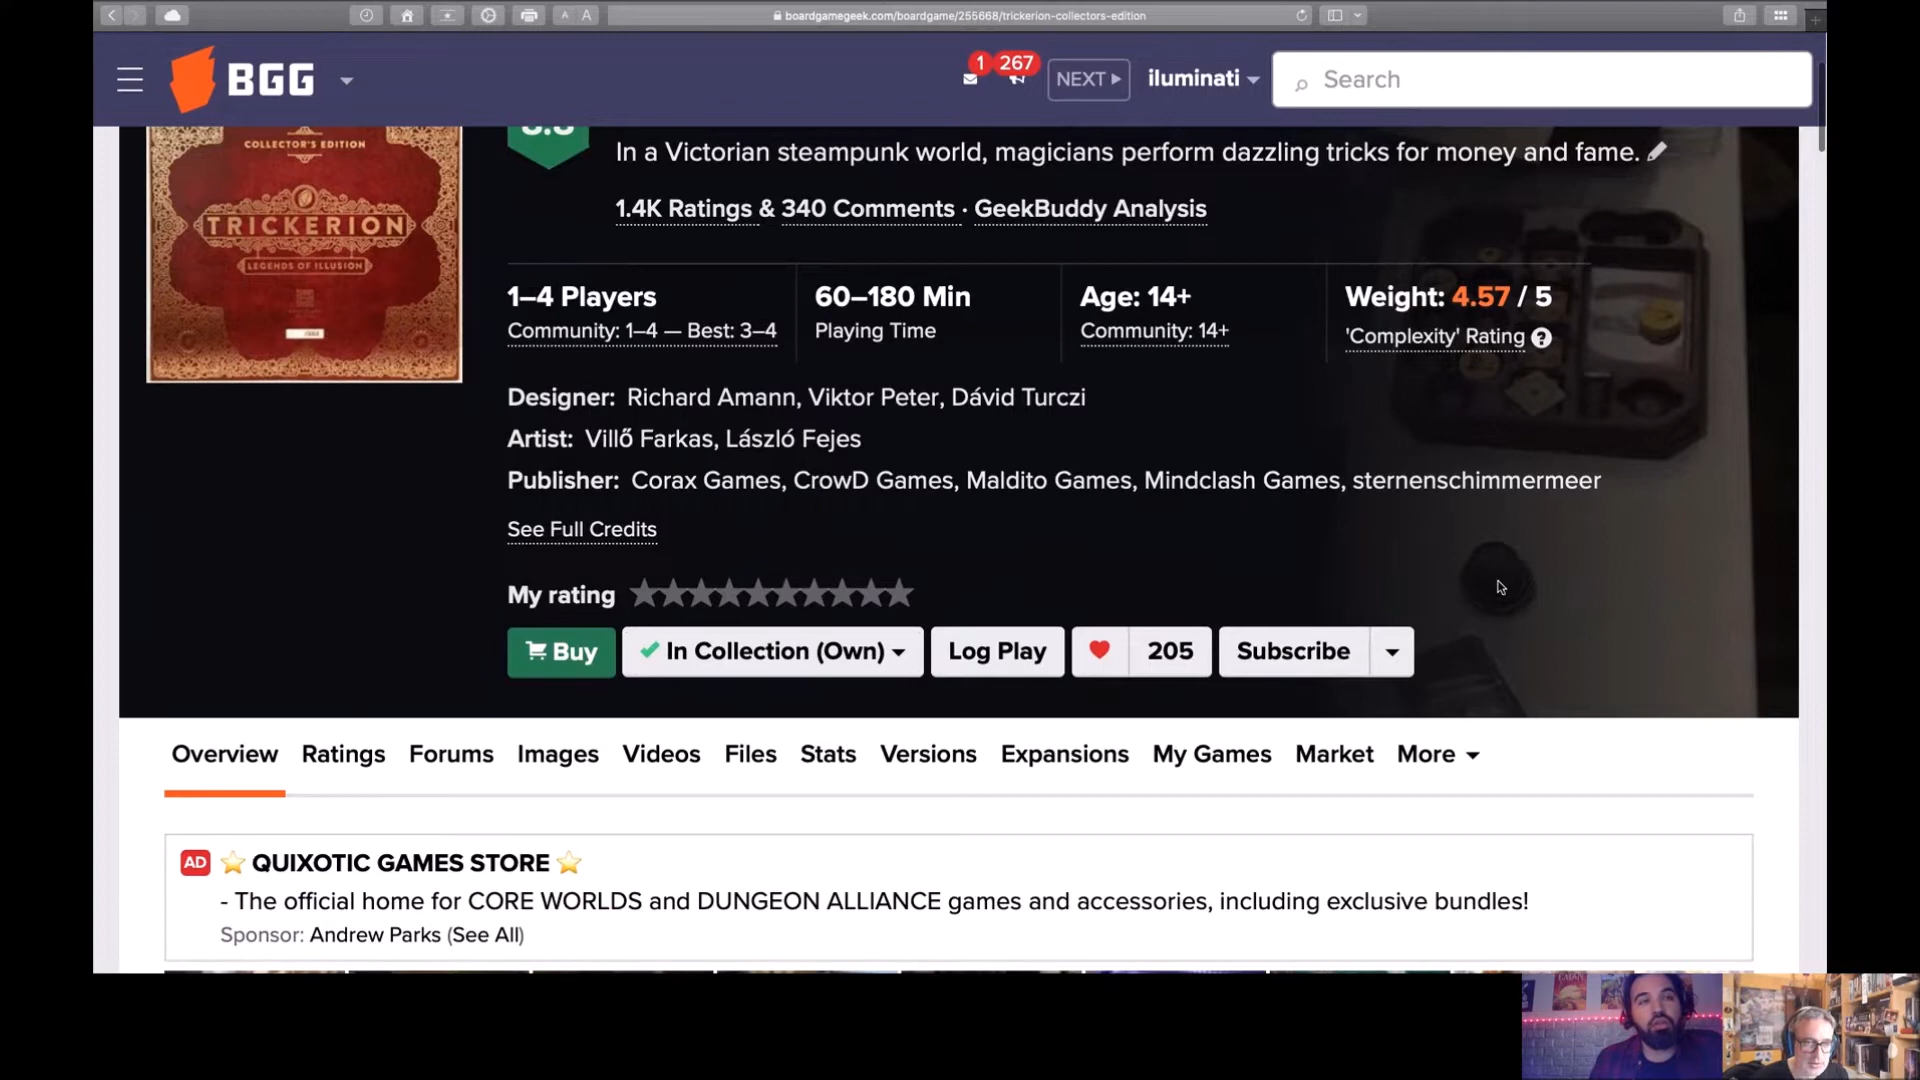 boardgamegeek.com/boardgame/255668/trickerion-collectors-edition
A A
BGG
1 267
NEXT
iluminati
Search
COLLECTOR'S EDITION
TRICKERION
LEGENDS OF ILLUSION
In a Victorian steampunk world, magicians perform dazzling tricks for money and fame.
1.4K Ratings & 340 Comments · GeekBuddy Analysis
1–4 Players 60–180 Min Age: 14+ Weight: 4.57 / 5
Community: 1–4 — Best: 3–4 Playing Time Community: 14+ 'Complexity' Rating ?
Designer: Richard Amann, Viktor Peter, Dávid Turczi
Artist: Villő Farkas, László Fejes
Publisher: Corax Games, CrowD Games, Maldito Games, Mindclash Games, sternenschimmermeer
See Full Credits
My rating
Buy In Collection (Own) Log Play 205 Subscribe
Overview Ratings Forums Images Videos Files Stats Versions Expansions My Games Market More
AD QUIXOTIC GAMES STORE
- The official home for CORE WORLDS and DUNGEON ALLIANCE games and accessories, including exclusive bundles!
Sponsor: Andrew Parks (See All)